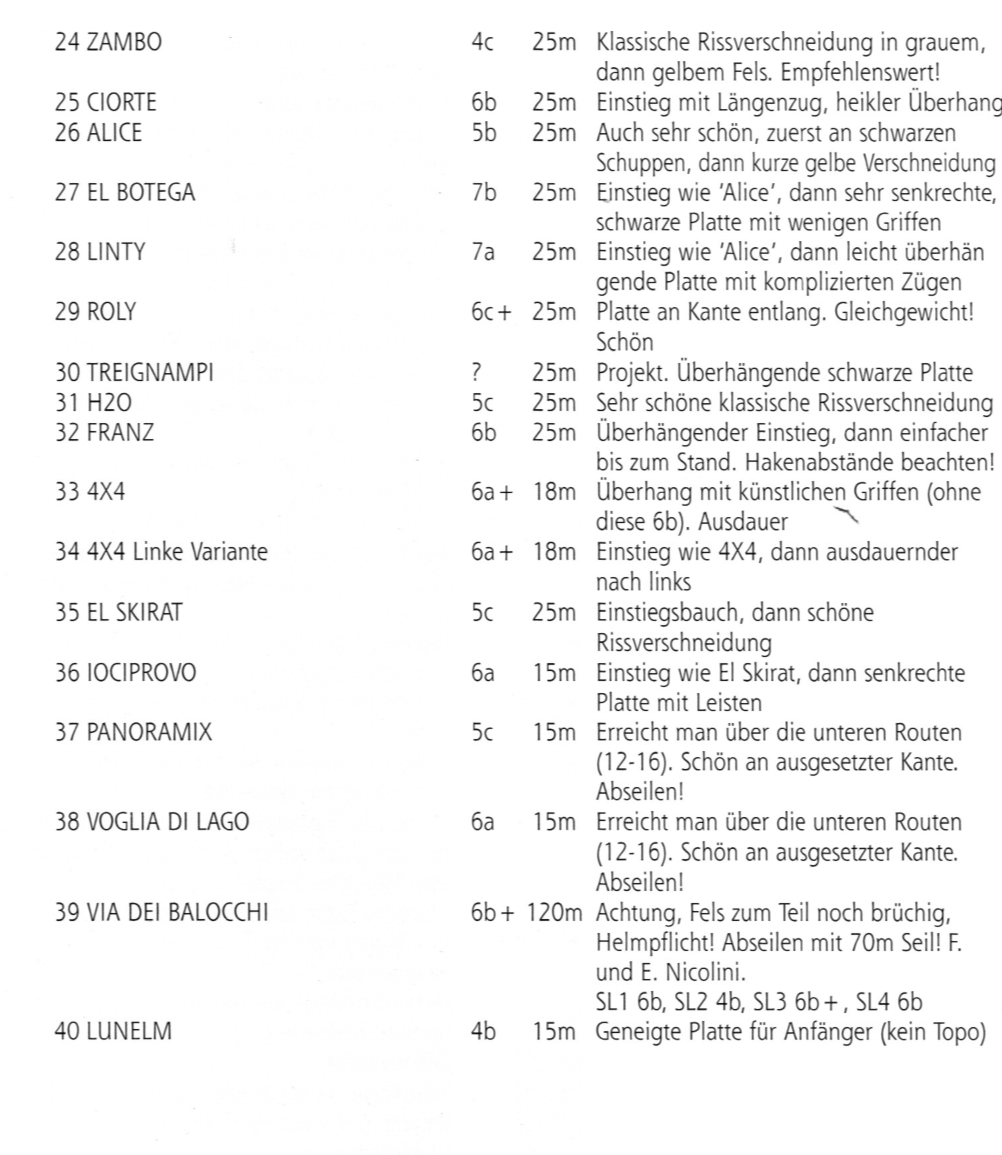 24 ZAMBO 4c 25m Klassische Rissverschneidung in grauem,
dann gelbem Fels. Empfehlenswert!
25 CIORTE 6b 25m Einstieg mit Längenzug, heikler Überhang
26 ALICE 5b 25m Auch sehr schön, zuerst an schwarzen
Schuppen, dann kurze gelbe Verschneidung
27 EL BOTEGA 7b 25m Einstieg wie 'Alice', dann sehr senkrechte,
schwarze Platte mit wenigen Griffen
28 LINTY 7a 25m Einstieg wie 'Alice', dann leicht überhän
gende Platte mit komplizierten Zügen
29 ROLY 6c+ 25m Platte an Kante entlang. Gleichgewicht!
Schön
30 TREIGNAMPI ? 25m Projekt. Überhängende schwarze Platte
31 H2O 5c 25m Sehr schöne klassische Rissverschneidung
32 FRANZ 6b 25m Überhängender Einstieg, dann einfacher
bis zum Stand. Hakenabstände beachten!
33 4X4 6a+ 18m Überhang mit künstlichen Griffen (ohne
diese 6b). Ausdauer
34 4X4 Linke Variante 6a+ 18m Einstieg wie 4X4, dann ausdauernder
nach links
35 EL SKIRAT 5c 25m Einstiegsbauch, dann schöne
Rissverschneidung
36 IOCIPROVO 6a 15m Einstieg wie El Skirat, dann senkrechte
Platte mit Leisten
37 PANORAMIX 5c 15m Erreicht man über die unteren Routen
(12-16). Schön an ausgesetzter Kante.
Abseilen!
38 VOGLIA DI LAGO 6a 15m Erreicht man über die unteren Routen
(12-16). Schön an ausgesetzter Kante.
Abseilen!
39 VIA DEI BALOCCHI 6b+ 120m Achtung, Fels zum Teil noch brüchig,
Helmpflicht! Abseilen mit 70m Seil! F.
und E. Nicolini.
SL1 6b, SL2 4b, SL3 6b+, SL4 6b
40 LUNELM 4b 15m Geneigte Platte für Anfänger (kein Topo)